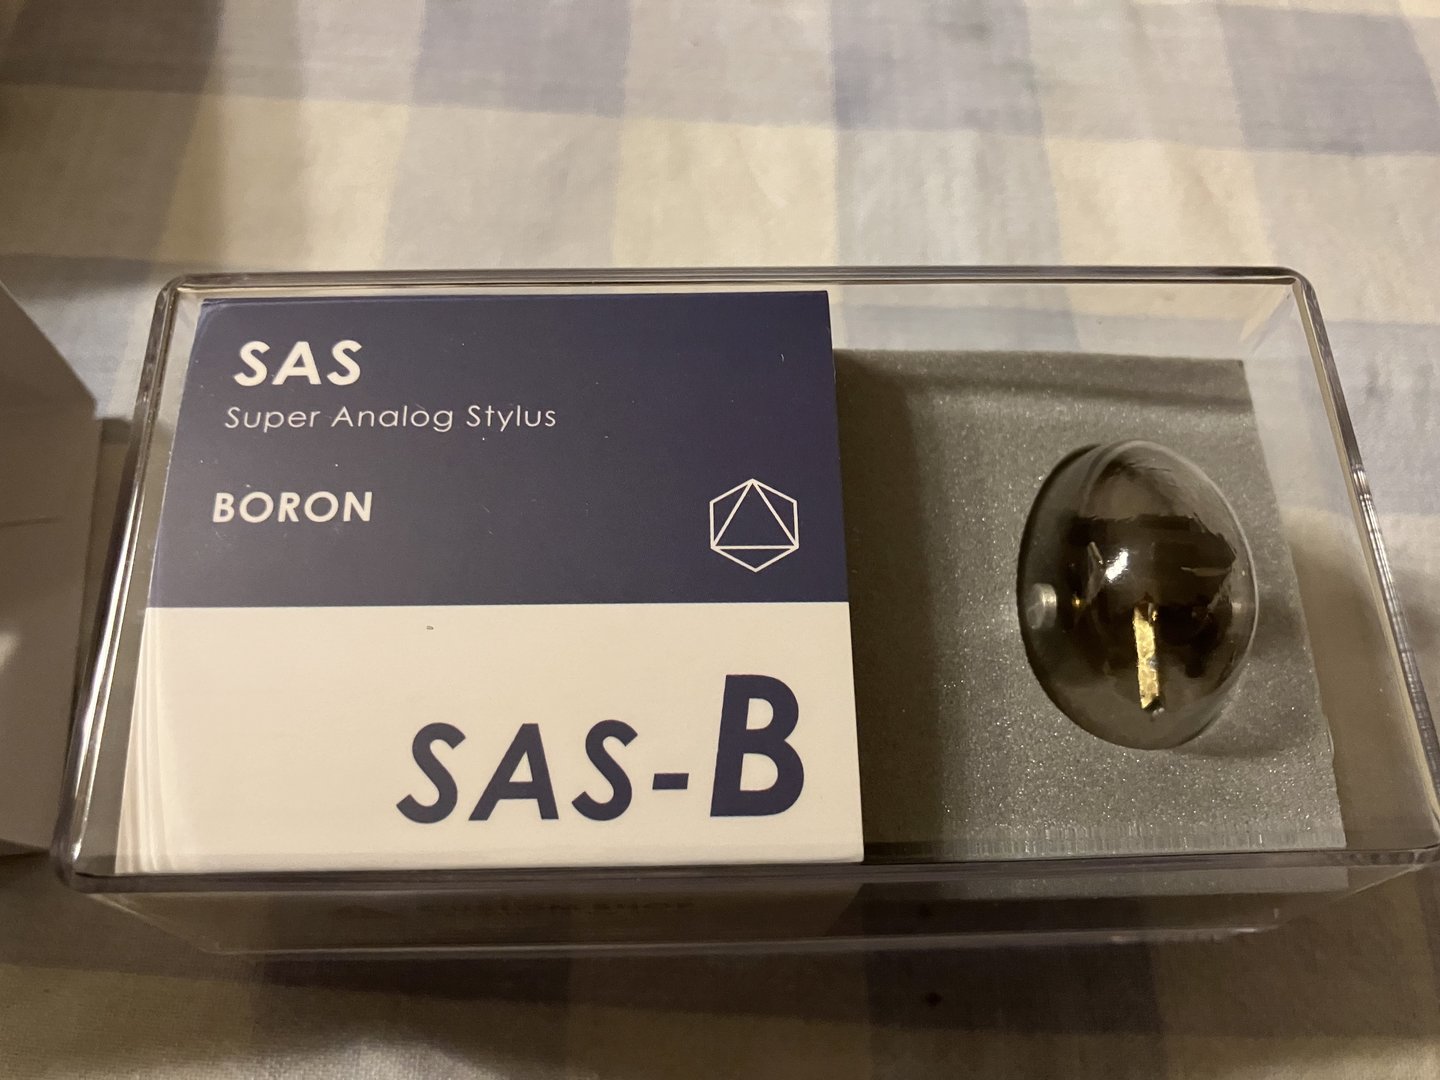 SAS
Super Analog Stylus
BORON
SAS-B